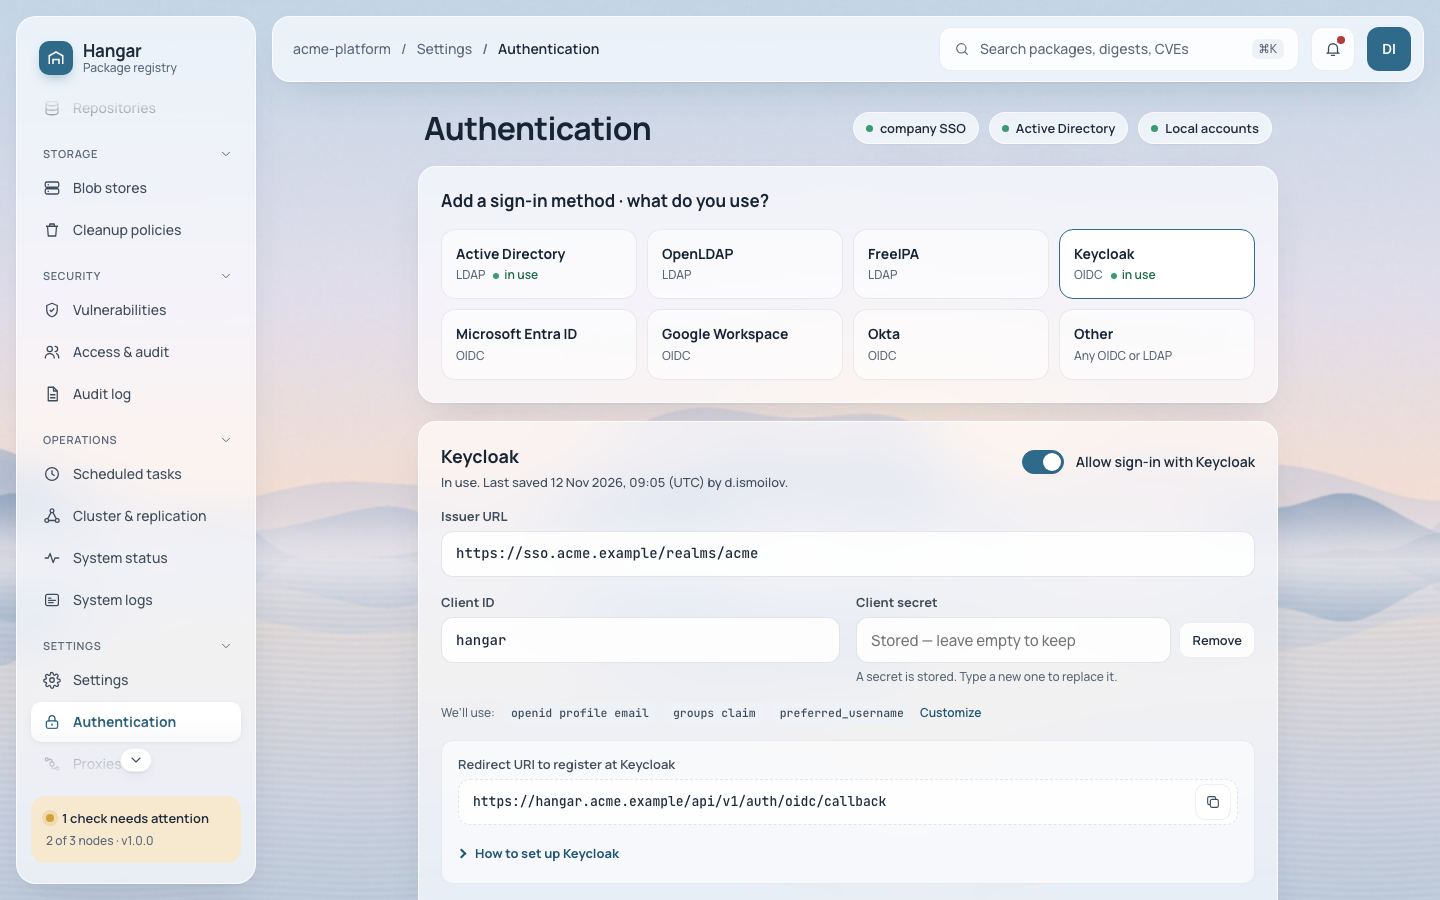 Hangar
Package registry
Repositories
STORAGE
Blob stores
Cleanup policies
SECURITY
Vulnerabilities
Access & audit
Audit log
OPERATIONS
Scheduled tasks
Cluster & replication
System status
System logs
SETTINGS
Settings
Authentication
Proxies
1 check needs attention
2 of 3 nodes · v1.0.0
acme-platform / Settings / Authentication
Search packages, digests, CVEs ⌘K
DI
Authentication
company SSO
Active Directory
Local accounts
Add a sign-in method · what do you use?
Active Directory
LDAP in use
OpenLDAP
LDAP
FreeIPA
LDAP
Keycloak
OIDC in use
Microsoft Entra ID
OIDC
Google Workspace
OIDC
Okta
OIDC
Other
Any OIDC or LDAP
Keycloak
In use. Last saved 12 Nov 2026, 09:05 (UTC) by d.ismoilov.
Allow sign-in with Keycloak
Issuer URL
https://sso.acme.example/realms/acme
Client ID
hangar
Client secret
Stored — leave empty to keep
Remove
A secret is stored. Type a new one to replace it.
We'll use: openid profile email groups claim preferred_username Customize
Redirect URI to register at Keycloak
https://hangar.acme.example/api/v1/auth/oidc/callback
How to set up Keycloak